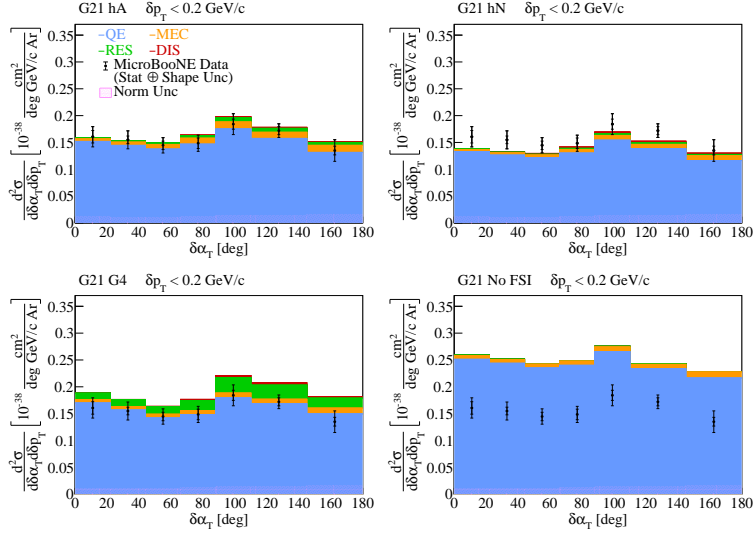 G21 hA δp_T < 0.2 GeV/c
–QE –MEC
–RES –DIS
MicroBooNE Data
(Stat ⊕ Shape Unc)
Norm Unc
d²σ/dδα_T dδp_T [10⁻³⁸ cm²/deg GeV/c Ar]
0.35
0.3
0.25
0.2
0.15
0.1
0.05
0
0 20 40 60 80 100 120 140 160 180
δα_T [deg]
G21 hN δp_T < 0.2 GeV/c
d²σ/dδα_T dδp_T [10⁻³⁸ cm²/deg GeV/c Ar]
0.35
0.3
0.25
0.2
0.15
0.1
0.05
0
0 20 40 60 80 100 120 140 160 180
δα_T [deg]
G21 G4 δp_T < 0.2 GeV/c
d²σ/dδα_T dδp_T [10⁻³⁸ cm²/deg GeV/c Ar]
0.35
0.3
0.25
0.2
0.15
0.1
0.05
0
0 20 40 60 80 100 120 140 160 180
δα_T [deg]
G21 No FSI δp_T < 0.2 GeV/c
d²σ/dδα_T dδp_T [10⁻³⁸ cm²/deg GeV/c Ar]
0.35
0.3
0.25
0.2
0.15
0.1
0.05
0
0 20 40 60 80 100 120 140 160 180
δα_T [deg]